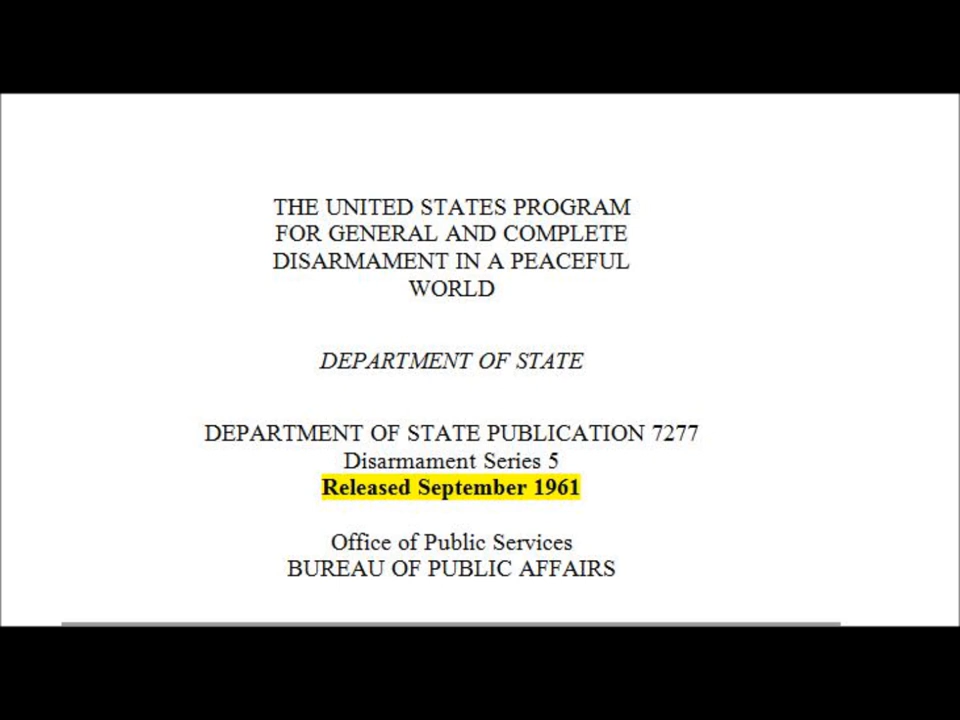 THE UNITED STATES PROGRAM
FOR GENERAL AND COMPLETE
DISARMAMENT IN A PEACEFUL
WORLD
DEPARTMENT OF STATE
DEPARTMENT OF STATE PUBLICATION 7277
Disarmament Series 5
Released September 1961
Office of Public Services
BUREAU OF PUBLIC AFFAIRS